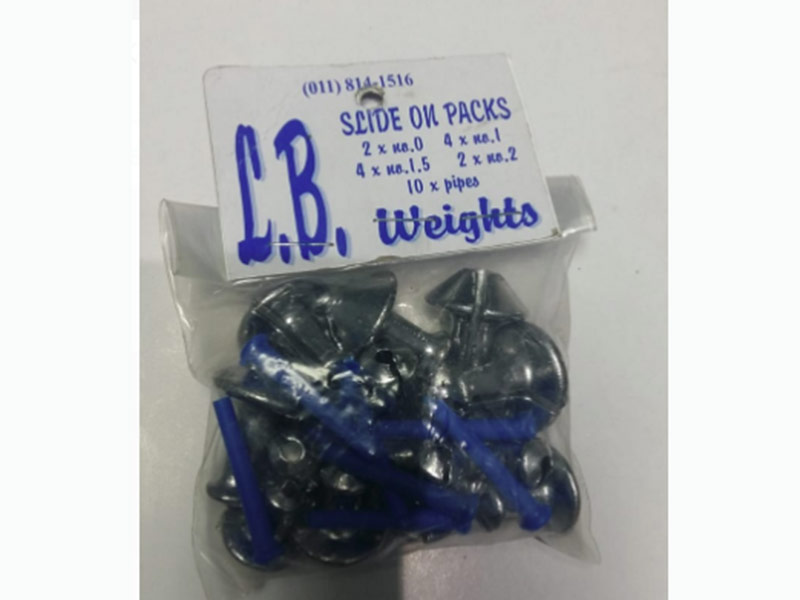 (011) 814-1516
SLIDE ON PACKS
2 x no.0 4 x no.1
4 x no.1.5 2 x no.2
10 x pipes
L.B. Weights